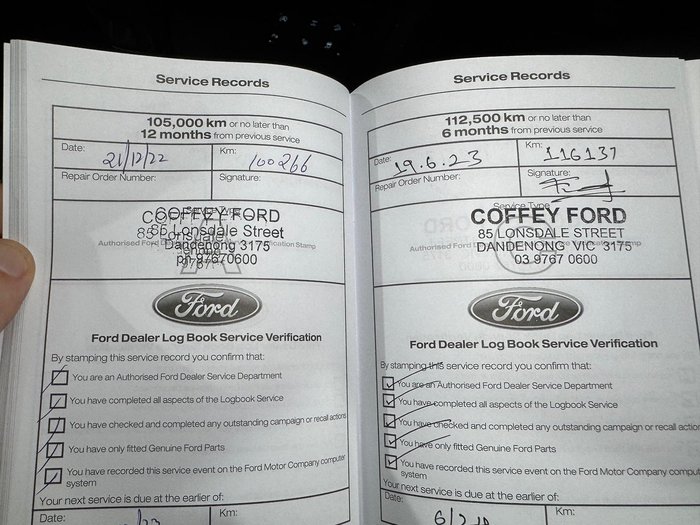 Service Records
105,000 km or no later than
12 months from previous service
Date: 21/12/22 Km: 100266
Repair Order Number: Signature:
COFFEY FORD
85 Lonsdale Street
Dandenong 3175
ph 97670600
Ford
Ford Dealer Log Book Service Verification
By stamping this service record you confirm that:
You are an Authorised Ford Dealer Service Department
You have completed all aspects of the Logbook Service
You have checked and completed any outstanding campaign or recall actions
You have only fitted Genuine Ford Parts
You have recorded this service event on the Ford Motor Company computer
system
Your next service is due at the earlier of:
Date: Km:
Service Records
112,500 km or no later than
6 months from previous service
Date: 19.6.23 Km: 116137
Repair Order Number: Signature:
Service Type
COFFEY FORD
85 LONSDALE STREET
Authorised Ford
DANDENONG VIC 3175
03 9767 0600
Ford
Ford Dealer Log Book Service Verification
By stamping this service record you confirm that:
You are an Authorised Ford Dealer Service Department
You have completed all aspects of the Logbook Service
You have checked and completed any outstanding campaign or recall action
You have only fitted Genuine Ford Parts
You have recorded this service event on the Ford Motor Company comput
system
Your next service is due at the earlier of:
Date: Km: